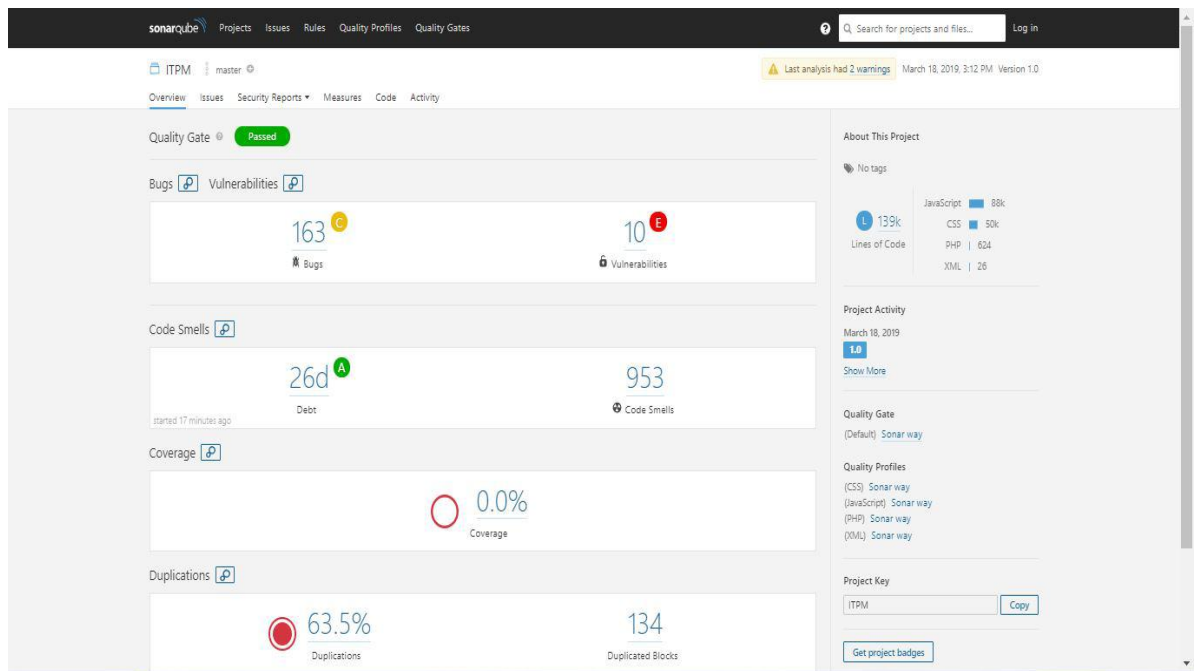 sonarqube Projects Issues Rules Quality Profiles Quality Gates ? Search for projects and files... Log in
ITPM master
Last analysis had 2 warnings March 18, 2019, 3:12 PM Version 1.0
Overview Issues Security Reports Measures Code Activity
Quality Gate Passed
Bugs Vulnerabilities
163 C
Bugs
10 E
Vulnerabilities
Code Smells
26d A
Debt
started 17 minutes ago
953
Code Smells
Coverage
0.0%
Coverage
Duplications
63.5%
Duplications
134
Duplicated Blocks
About This Project
No tags
L 139k
Lines of Code
JavaScript 88k
CSS 50k
PHP 624
XML 26
Project Activity
March 18, 2019
1.0
Show More
Quality Gate
(Default) Sonar way
Quality Profiles
(CSS) Sonar way
(JavaScript) Sonar way
(PHP) Sonar way
(XML) Sonar way
Project Key
ITPM Copy
Get project badges